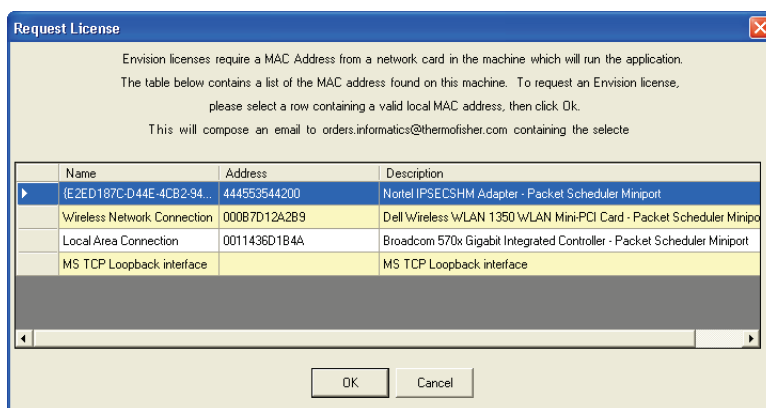 Request License
Envision licenses require a MAC Address from a network card in the machine which will run the application.
The table below contains a list of the MAC address found on this machine. To request an Envision license,
please select a row containing a valid local MAC address, then click Ok.
This will compose an email to orders.informatics@thermofisher.com containing the selecte
Name Address Description
{E2ED187C-D44E-4CB2-94... 444553544200 Nortel IPSECSHM Adapter - Packet Scheduler Miniport
Wireless Network Connection 000B7D12A2B9 Dell Wireless WLAN 1350 WLAN Mini-PCI Card - Packet Scheduler Minipo
Local Area Connection 0011436D1B4A Broadcom 570x Gigabit Integrated Controller - Packet Scheduler Miniport
MS TCP Loopback interface MS TCP Loopback interface
OK Cancel